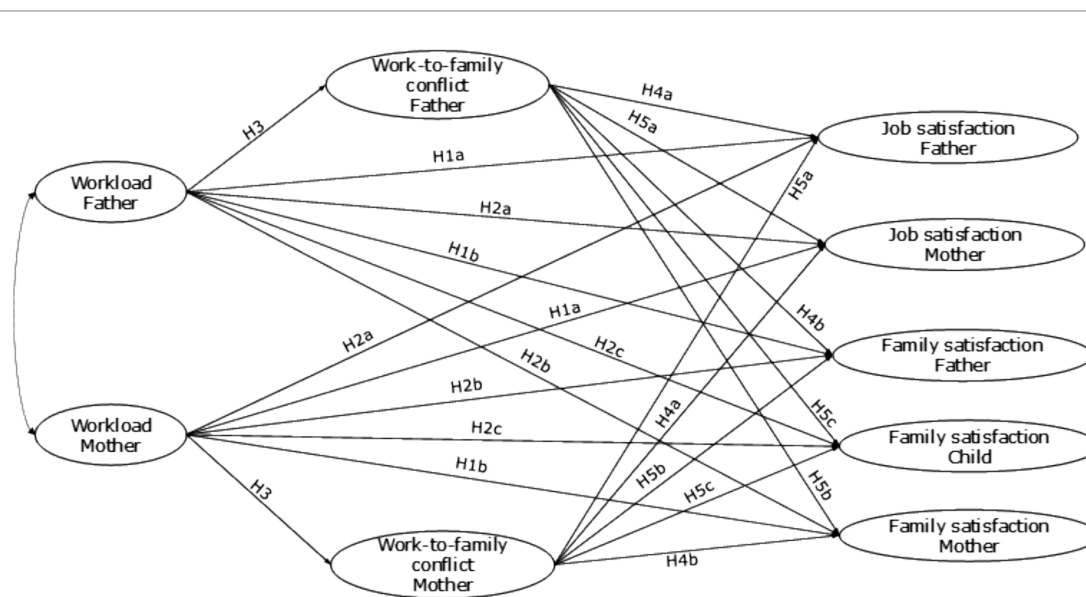 Work-to-family
conflict
Father
H4a
H5a
H3
Job satisfaction
Father
H1a
H5a
Workload
Father
H2a
Job satisfaction
Mother
H1b
H1a
H4b
H2a
H2c
H2b
Family satisfaction
Father
H2b
H5c
H4a
Workload
Mother
H2c
Family satisfaction
Child
H1b
H5b
H5c
H5b
H3
Family satisfaction
Mother
Work-to-family
conflict
Mother
H4b